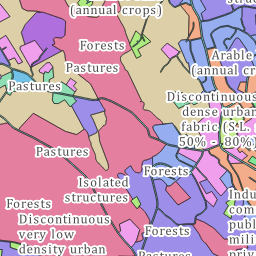 (annual crops)
Forests
Arable
(annual c
Pastures
Pastures
Discontinuous
dense urban
fabric (S.L.
50% - 80%)
Pastures
Forests
Isolated
structures
Forests
Discontinuous
very low
density urban
Indu
com
publ
mili
priv
Forests
Pastures